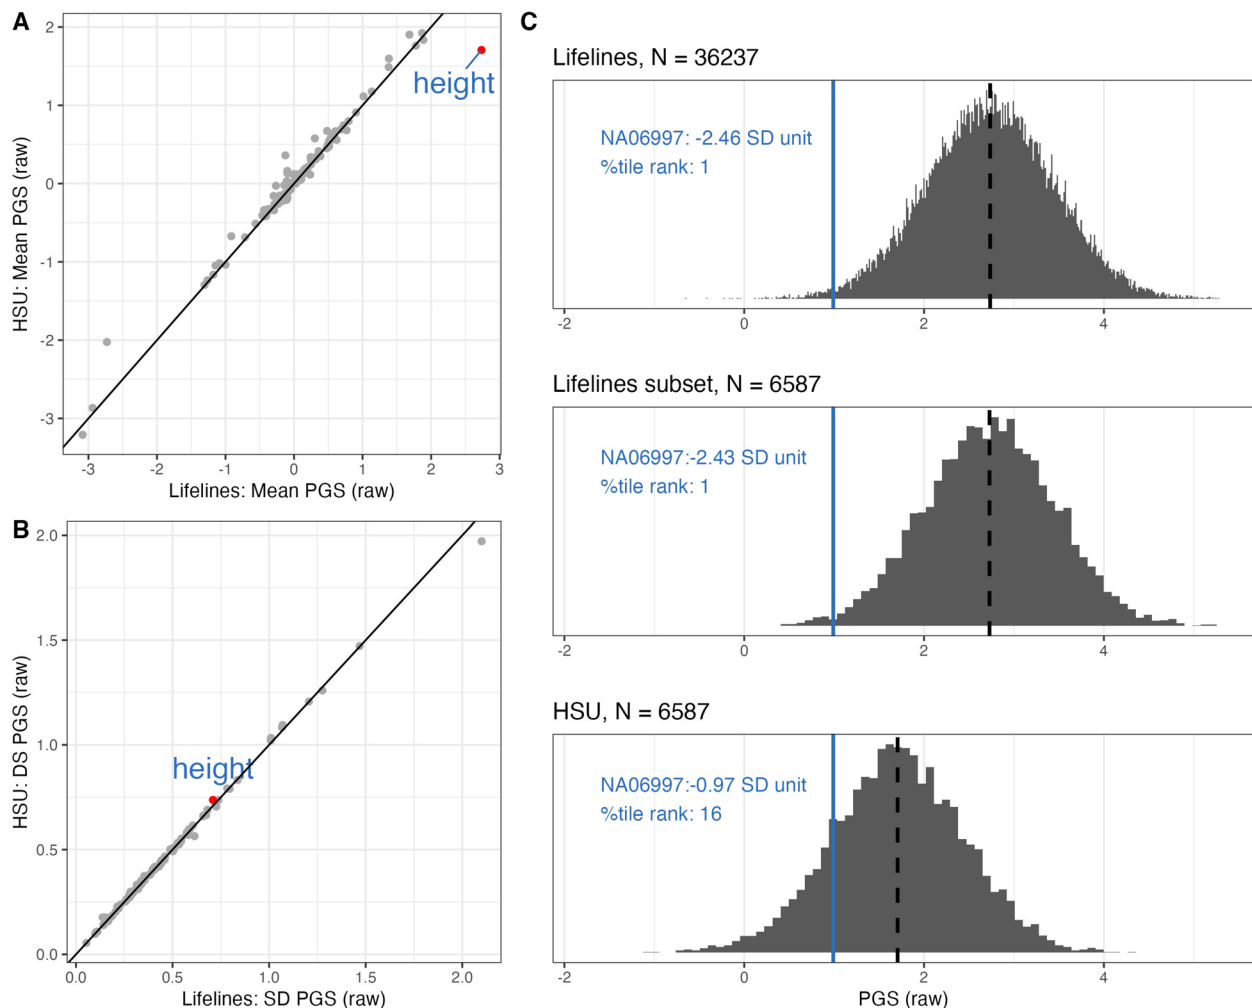 A
2
1
0
-1
-2
-3
HSU: Mean PGS (raw)
height
-3
-2
-1
0
1
2
3
Lifelines: Mean PGS (raw)
B
2.0
1.5
1.0
0.5
0.0
HSU: DS PGS (raw)
height
0.0
0.5
1.0
1.5
2.0
Lifelines: SD PGS (raw)
C
Lifelines, N = 36237
NA06997: -2.46 SD unit
%tile rank: 1
-2
0
2
4
Lifelines subset, N = 6587
NA06997:-2.43 SD unit
%tile rank: 1
-2
0
2
4
HSU, N = 6587
NA06997:-0.97 SD unit
%tile rank: 16
-2
0
2
4
PGS (raw)